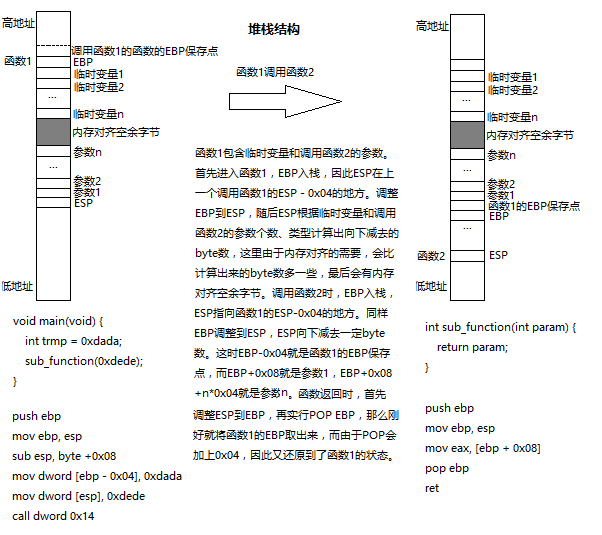 堆栈结构
高地址
调用函数1的函数的EBP保存点
函数1
EBP
临时变量1
临时变量2
...
临时变量n
内存对齐空余字节
参数n
...
参数2
参数1
ESP
低地址
void main(void) {
int trmp = 0xdada;
sub_function(0xdede);
}
push ebp
mov ebp, esp
sub esp, byte +0x08
mov dword [ebp - 0x04], 0xdada
mov dword [esp], 0xdede
call dword 0x14
函数1调用函数2
函数1包含临时变量和调用函数2的参数。
首先进入函数1，EBP入栈，因此ESP在上
一个调用函数1的ESP - 0x04的地方。调整
EBP到ESP，随后ESP根据临时变量和调用
函数2的参数个数、类型计算出向下减去的
byte数，这里由于内存对齐的需要，会比
计算出来的byte数多一些，最后会有内存
对齐空余字节。调用函数2时，EBP入栈，
ESP指向函数1的ESP-0x04的地方。同样
EBP调整到ESP，ESP向下减去一定byte
数。这时EBP-0x04就是函数1的EBP保存
点，而EBP+0x08就是参数1，EBP+0x08
+n*0x04就是参数n。函数返回时，首先
调整ESP到EBP，再实行POP EBP，那么刚
好就将函数1的EBP取出来，而由于POP会
加上0x04，因此又还原到了函数1的状态。
高地址
临时变量1
临时变量2
...
临时变量n
内存对齐空余字节
参数n
...
参数2
参数1
函数1的EBP保存点
EBP
...
函数2
ESP
低地址
int sub_function(int param) {
return param;
}
push ebp
mov ebp, esp
mov eax, [ebp + 0x08]
pop ebp
ret